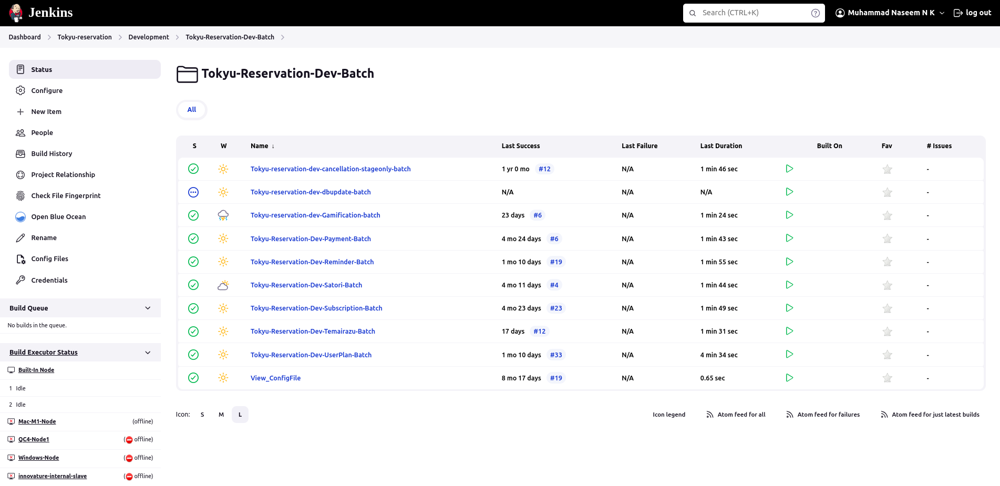 Jenkins
Search (CTRL+K)
Muhammad Naseem N K
log out
Dashboard
Tokyu-reservation
Development
Tokyu-Reservation-Dev-Batch
Status
Configure
New Item
People
Build History
Project Relationship
Check File Fingerprint
Open Blue Ocean
Rename
Config Files
Credentials
Build Queue
No builds in the queue.
Build Executor Status
Built-In Node
1 Idle
2 Idle
Mac-M1-Node (offline)
QC4-Node1 (offline)
Windows-Node (offline)
innovature-internal-slave (offline)
Tokyu-Reservation-Dev-Batch
All
S W Name ↓ Last Success Last Failure Last Duration Built On Fav # Issues
Tokyu-reservation-dev-cancellation-stageonly-batch 1 yr 0 mo #12 N/A 1 min 46 sec -
Tokyu-reservation-dev-dbupdate-batch N/A N/A N/A -
Tokyu-reservation-dev-Gamification-batch 23 days #6 N/A 1 min 24 sec -
Tokyu-Reservation-Dev-Payment-Batch 4 mo 24 days #6 N/A 1 min 43 sec -
Tokyu-Reservation-Dev-Reminder-Batch 1 mo 10 days #19 N/A 1 min 55 sec -
Tokyu-Reservation-Dev-Satori-Batch 4 mo 11 days #4 N/A 1 min 44 sec -
Tokyu-Reservation-Dev-Subscription-Batch 4 mo 23 days #23 N/A 1 min 49 sec -
Tokyu-Reservation-Dev-Temairazu-Batch 17 days #12 N/A 1 min 31 sec -
Tokyu-Reservation-Dev-UserPlan-Batch 1 mo 10 days #33 N/A 4 min 34 sec -
View_ConfigFile 8 mo 17 days #19 N/A 0.65 sec -
Icon: S M L
Icon legend
Atom feed for all
Atom feed for failures
Atom feed for just latest builds